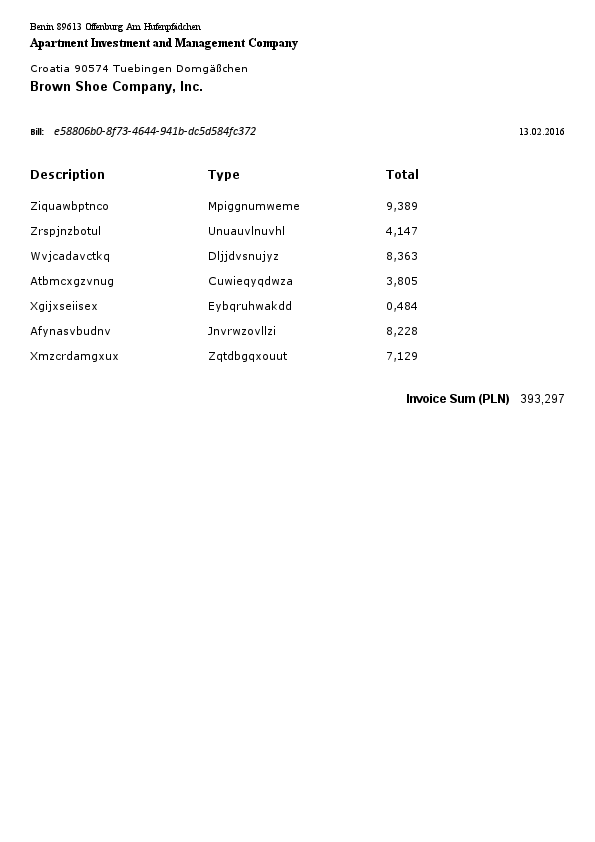 Benin 89613 Offenburg Am Hufenpfädchen
Apartment Investment and Management Company
Croatia 90574 Tuebingen Domgäßchen
Brown Shoe Company, Inc.
Bill: e58806b0-8f73-4644-941b-dc5d584fc372 13.02.2016
Description Type Total
Ziquawbptnco Mpiggnumweme 9,389
Zrspjnzbotul Unuauvlnuvhl 4,147
Wvjcadavctkq Dljjdvsnujyz 8,363
Atbmcxgzvnug Cuwieqyqdwza 3,805
Xgijxseiisex Eybqruhwakdd 0,484
Afynasvbudnv Jnvrwzovllzi 8,228
Xmzcrdamgxux Zqtdbgqxouut 7,129
Invoice Sum (PLN) 393,297